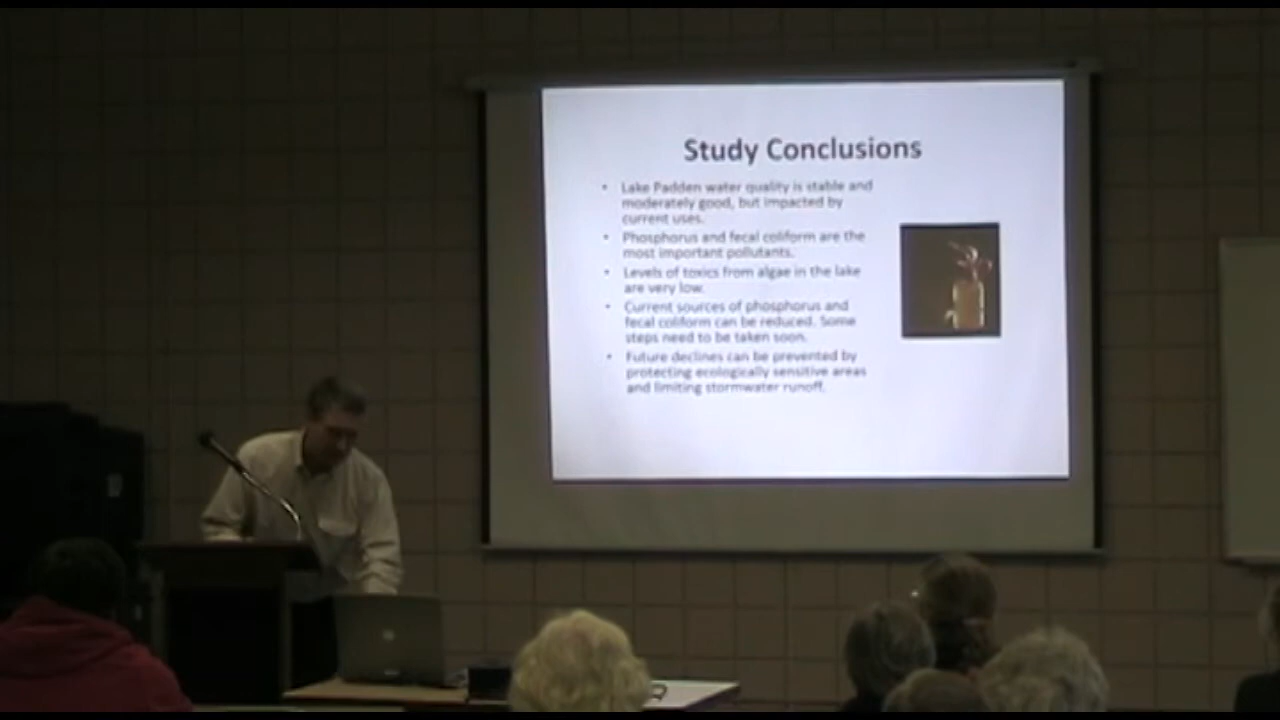 Study Conclusions
• Lake Padden water quality is stable and
moderately good, but impacted by
current uses.
• Phosphorus and fecal coliform are the
most important pollutants.
• Levels of toxics from algae in the lake
are very low.
• Current sources of phosphorus and
fecal coliform can be reduced. Some
steps need to be taken soon.
• Future declines can be prevented by
protecting ecologically sensitive areas
and limiting stormwater runoff.